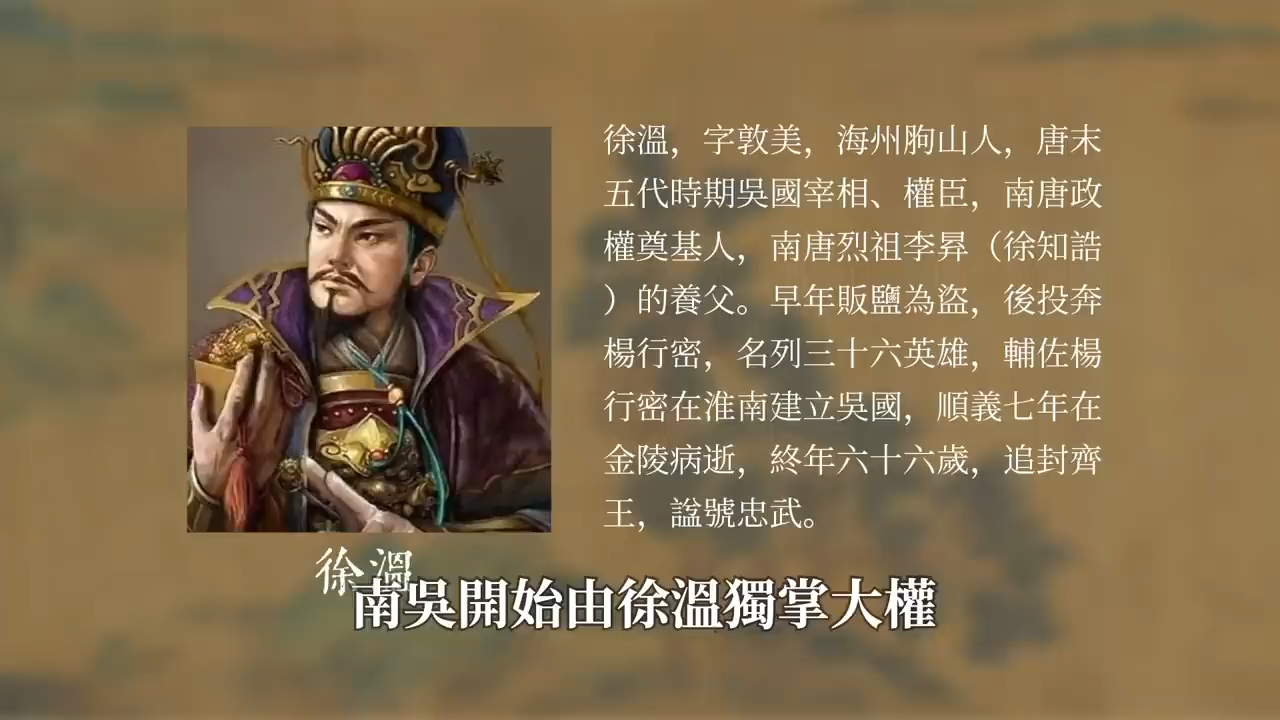 徐溫，字敦美，海州朐山人，唐末
五代時期吳國宰相、權臣，南唐政
權奠基人，南唐烈祖李昪（徐知誥
）的養父。早年販鹽為盜，後投奔
楊行密，名列三十六英雄，輔佐楊
行密在淮南建立吳國，順義七年在
金陵病逝，終年六十六歲，追封齊
王，諡號忠武。
徐溫
南吳開始由徐溫獨掌大權